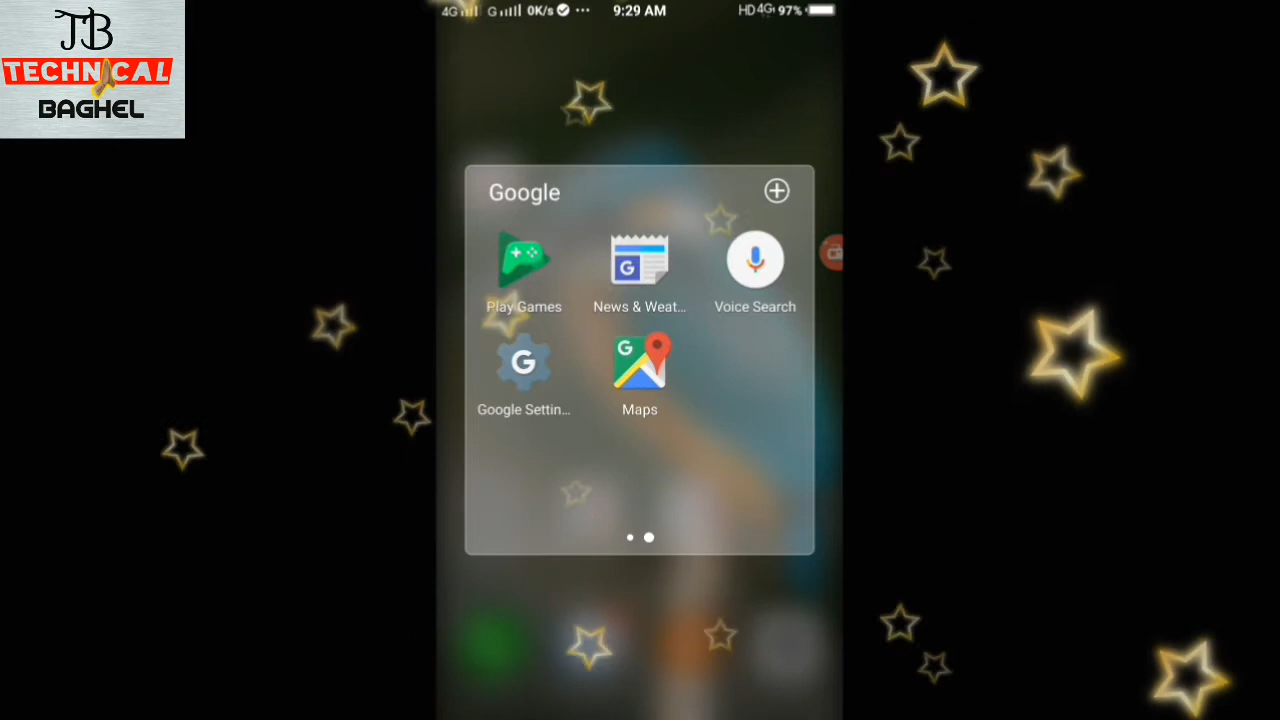 JB
TECHNICAL
BAGHEL
4G G 0K/s ... 9:29 AM HD 4G 97%
Google
Play Games
News & Weat...
Voice Search
G
G
G
Google Settin...
Maps